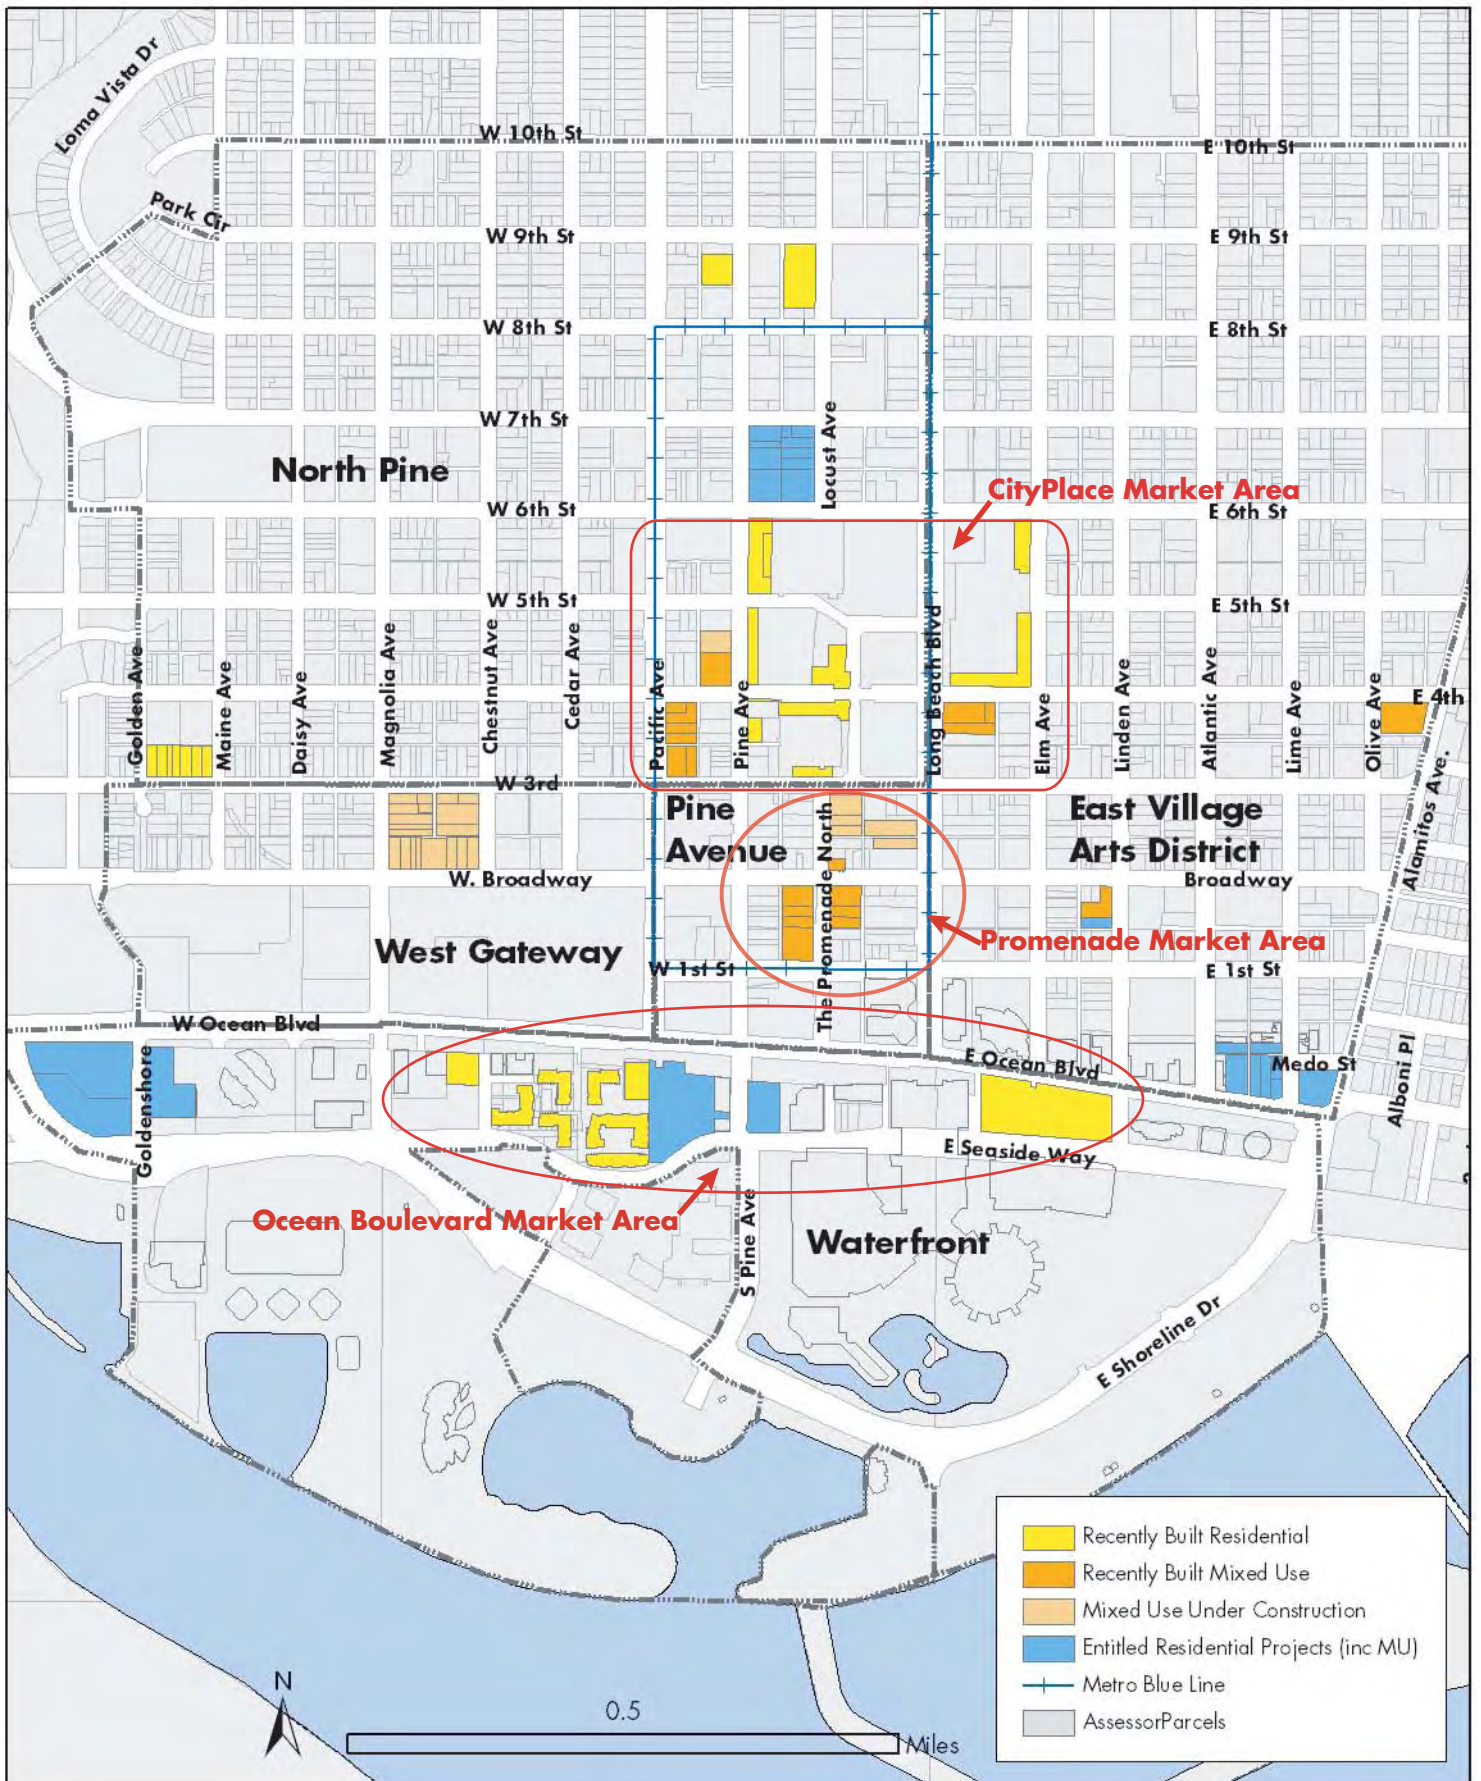 Loma Vista Dr
W 10th St
E 10th St
Park Cir
W 9th St
E 9th St
W 8th St
E 8th St
W 7th St
Locust Ave
North Pine
CityPlace Market Area
W 6th St
E 6th St
W 5th St
E 5th St
Golden Ave
Maine Ave
Daisy Ave
Magnolia Ave
Chestnut Ave
Cedar Ave
Pacific Ave
Pine Ave
Long Beach Blvd
Elm Ave
Linden Ave
Atlantic Ave
Lime Ave
Olive Ave
E 4th
Alamitos Ave.
W 3rd
Pine
Avenue
The Promenade North
East Village
Arts District
W. Broadway
Broadway
West Gateway
Promenade Market Area
W 1st St
E 1st St
W Ocean Blvd
E Ocean Blvd
Medo St
Alboni Pl
Goldenshore
E Seaside Way
Ocean Boulevard Market Area
S Pine Ave
Waterfront
E Shoreline Dr
Recently Built Residential
Recently Built Mixed Use
Mixed Use Under Construction
Entitled Residential Projects (inc MU)
Metro Blue Line
AssessorParcels
N
0.5
Miles